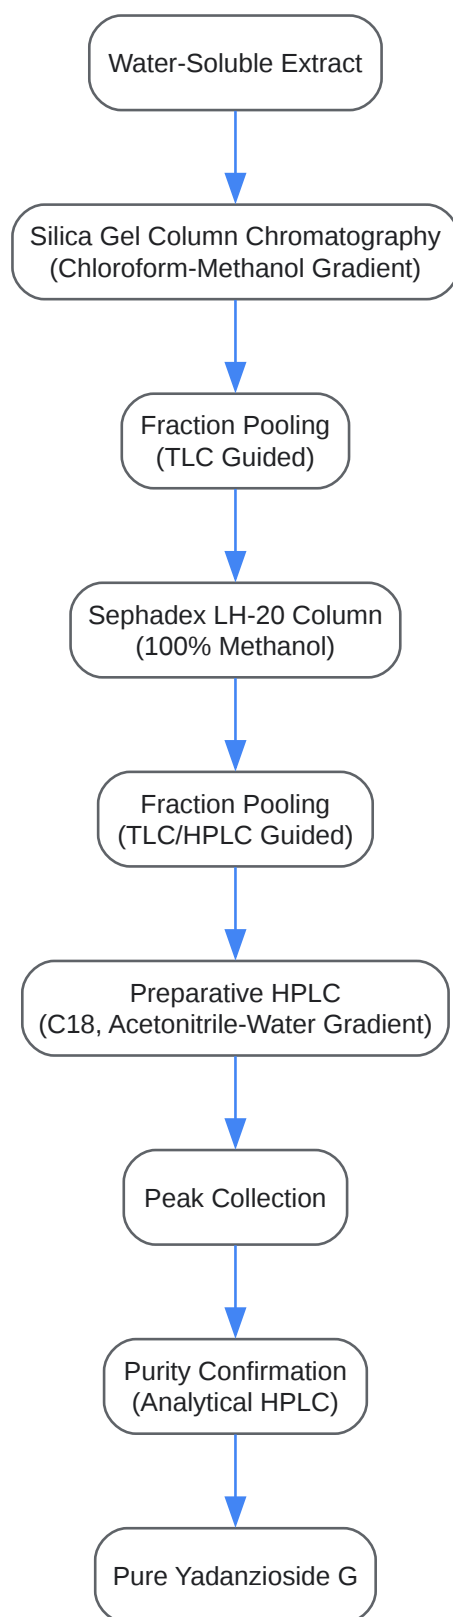 Water-Soluble Extract
Silica Gel Column Chromatography
(Chloroform-Methanol Gradient)
Fraction Pooling
(TLC Guided)
Sephadex LH-20 Column
(100% Methanol)
Fraction Pooling
(TLC/HPLC Guided)
Preparative HPLC
(C18, Acetonitrile-Water Gradient)
Peak Collection
Purity Confirmation
(Analytical HPLC)
Pure Yadanzioside G